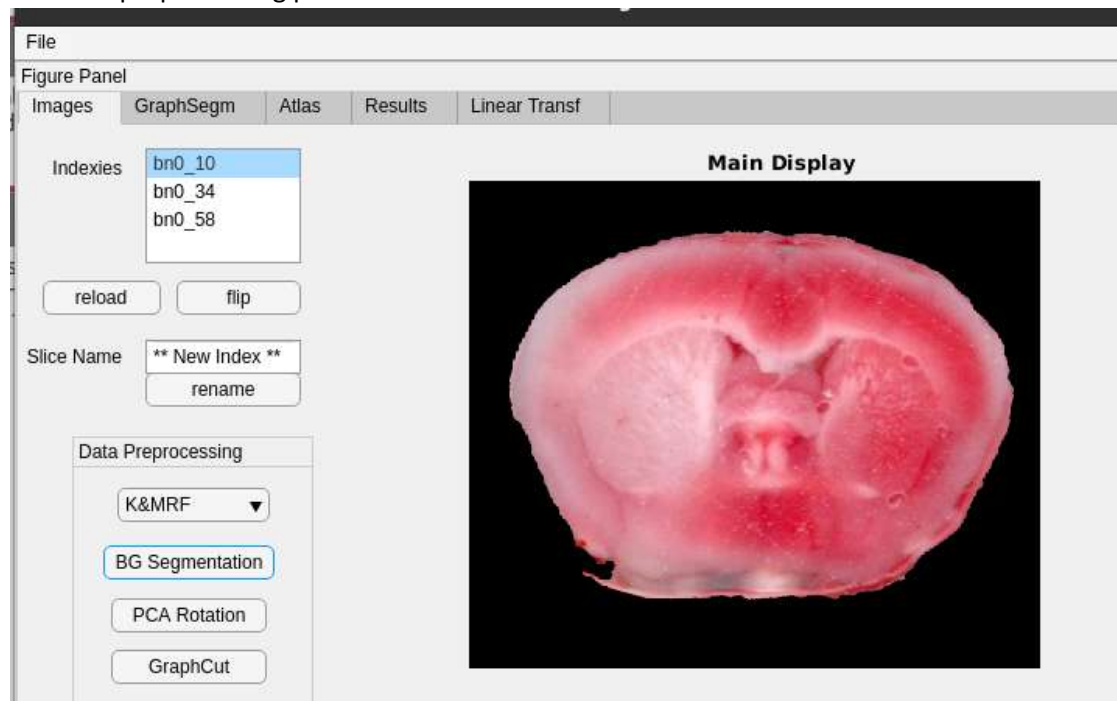 File
Figure Panel
Images GraphSegm Atlas Results Linear Transf
Indexies
bn0_10
bn0_34
bn0_58
reload flip
Slice Name ** New Index **
rename
Data Preprocessing
K&MRF
BG Segmentation
PCA Rotation
GraphCut
Main Display